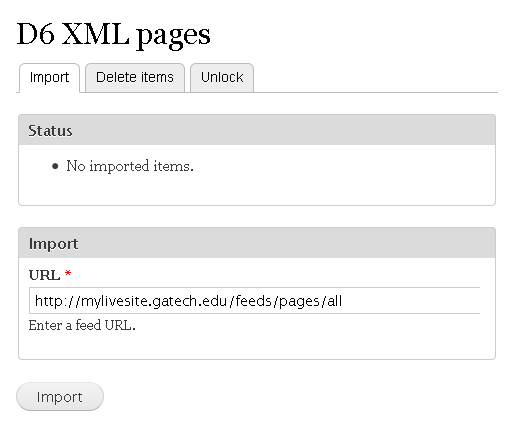 D6 XML pages
Import Delete items Unlock
Status
No imported items.
Import
URL *
http://mylivesite.gatech.edu/feeds/pages/all
Enter a feed URL.
Import